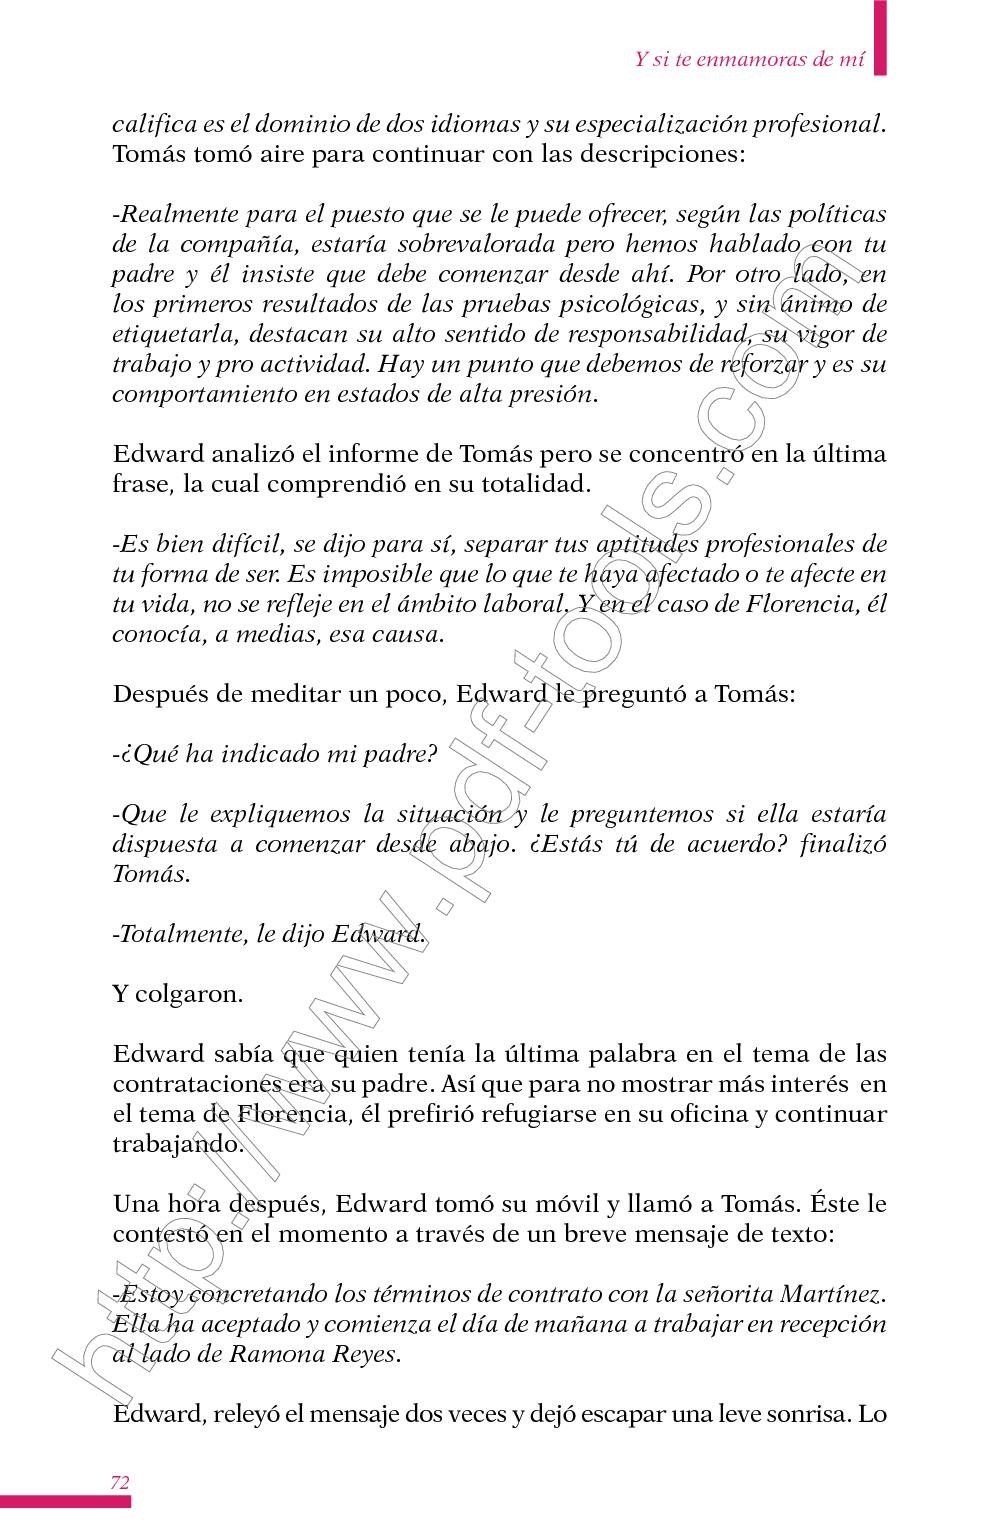 Y si te enmamoras de mí
califica es el dominio de dos idiomas y su especialización profesional.
Tomás tomó aire para continuar con las descripciones:
-Realmente para el puesto que se le puede ofrecer, según las políticas
de la compañía, estaría sobrevalorada pero hemos hablado con tu
padre y él insiste que debe comenzar desde ahí. Por otro lado, en
los primeros resultados de las pruebas psicológicas, y sin ánimo de
etiquetarla, destacan su alto sentido de responsabilidad, su vigor de
trabajo y pro actividad. Hay un punto que debemos de reforzar y es su
comportamiento en estados de alta presión.
Edward analizó el informe de Tomás pero se concentró en la última
frase, la cual comprendió en su totalidad.
-Es bien difícil, se dijo para sí, separar tus aptitudes profesionales de
tu forma de ser. Es imposible que lo que te haya afectado o te afecte en
tu vida, no se refleje en el ámbito laboral. Y en el caso de Florencia, él
conocía, a medias, esa causa.
Después de meditar un poco, Edward le preguntó a Tomás:
-¿Qué ha indicado mi padre?
-Que le expliquemos la situación y le preguntemos si ella estaría
dispuesta a comenzar desde abajo. ¿Estás tú de acuerdo? finalizó
Tomás.
-Totalmente, le dijo Edward.
Y colgaron.
Edward sabía que quien tenía la última palabra en el tema de las
contrataciones era su padre. Así que para no mostrar más interés en
el tema de Florencia, él prefirió refugiarse en su oficina y continuar
trabajando.
Una hora después, Edward tomó su móvil y llamó a Tomás. Éste le
contestó en el momento a través de un breve mensaje de texto:
-Estoy concretando los términos de contrato con la señorita Martínez.
Ella ha aceptado y comienza el día de mañana a trabajar en recepción
al lado de Ramona Reyes.
Edward, releyó el mensaje dos veces y dejó escapar una leve sonrisa. Lo
72
http://www.pdf-tools.com